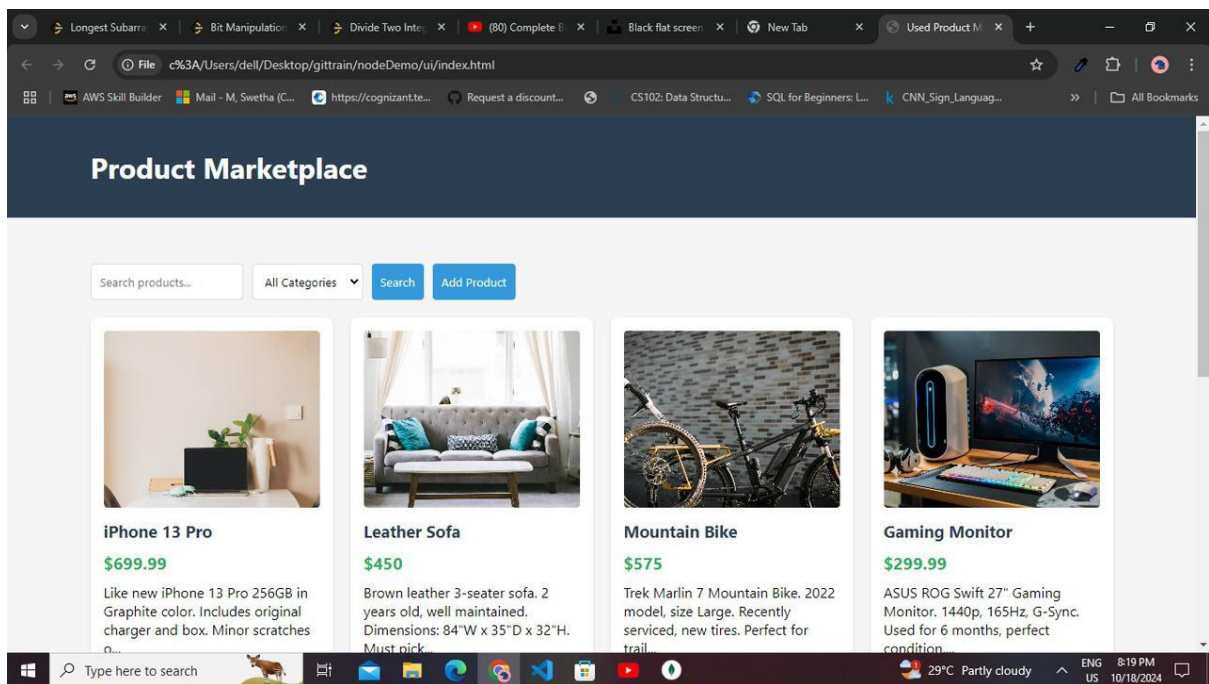 Longest Subarra
Bit Manipulation
Divide Two Integ
(80) Complete B
Black flat screen
New Tab
Used Product M
File c%3A/Users/dell/Desktop/gittrain/nodeDemo/ui/index.html
aws AWS Skill Builder
Mail - M, Swetha (C...
https://cognizant.te...
Request a discount...
CS102: Data Structu...
SQL for Beginners: L...
k CNN_Sign_Languag...
»
All Bookmarks
Product Marketplace
Search products...
All Categories
Search
Add Product
iPhone 13 Pro
$699.99
Like new iPhone 13 Pro 256GB in
Graphite color. Includes original
charger and box. Minor scratches
o...
Leather Sofa
$450
Brown leather 3-seater sofa. 2
years old, well maintained.
Dimensions: 84"W x 35"D x 32"H.
Must pick...
Mountain Bike
$575
Trek Marlin 7 Mountain Bike. 2022
model, size Large. Recently
serviced, new tires. Perfect for
trail...
Gaming Monitor
$299.99
ASUS ROG Swift 27" Gaming
Monitor. 1440p, 165Hz, G-Sync.
Used for 6 months, perfect
condition....
Type here to search
29°C Partly cloudy
ENG
US
8:19 PM
10/18/2024